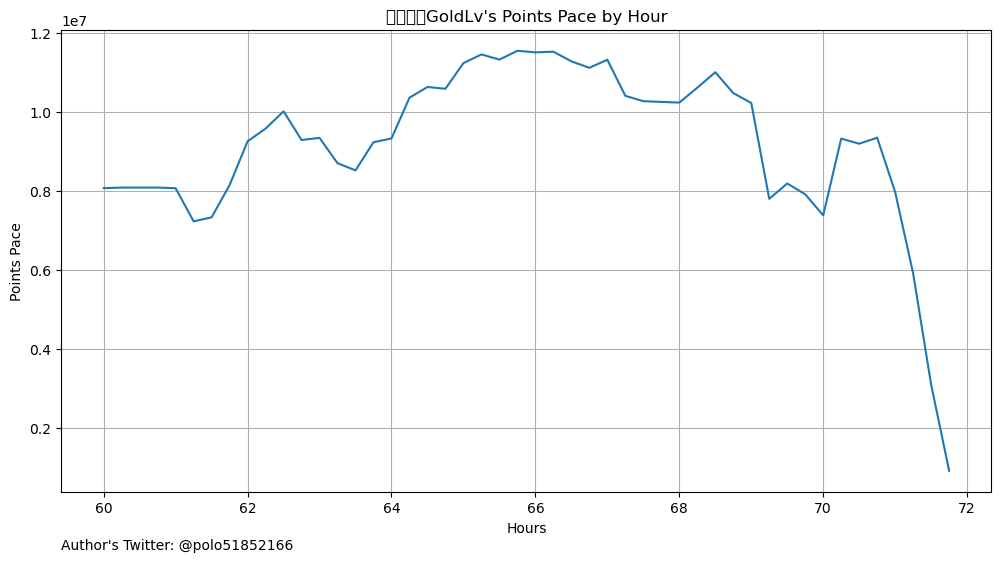 GoldLv's Points Pace by Hour
1e7
1.2
1.0
0.8
0.6
0.4
0.2
Points Pace
60 62 64 66 68 70 72
Hours
Author's Twitter: @polo51852166